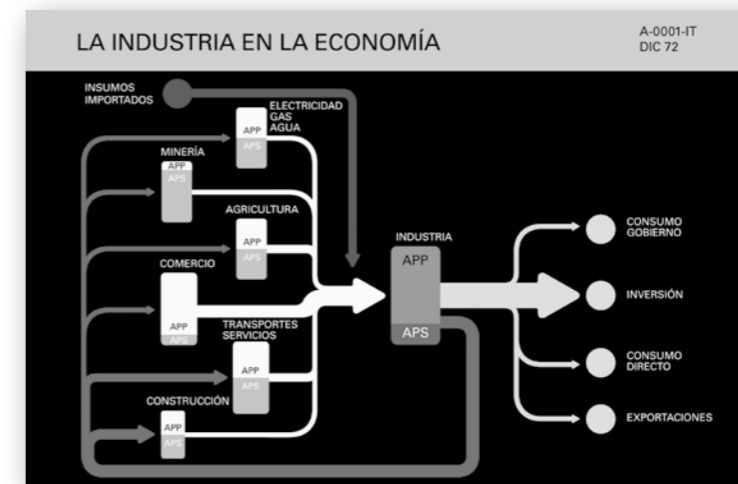 LA INDUSTRIA EN LA ECONOMÍA
A-0001-IT
DIC 72
INSUMOS
IMPORTADOS
ELECTRICIDAD
GAS
AGUA
APP
APS
MINERÍA
APP
APS
AGRICULTURA
APP
APS
COMERCIO
APP
APS
TRANSPORTES
SERVICIOS
APP
APS
CONSTRUCCIÓN
APP
APS
INDUSTRIA
APP
APS
CONSUMO
GOBIERNO
INVERSIÓN
CONSUMO
DIRECTO
EXPORTACIONES